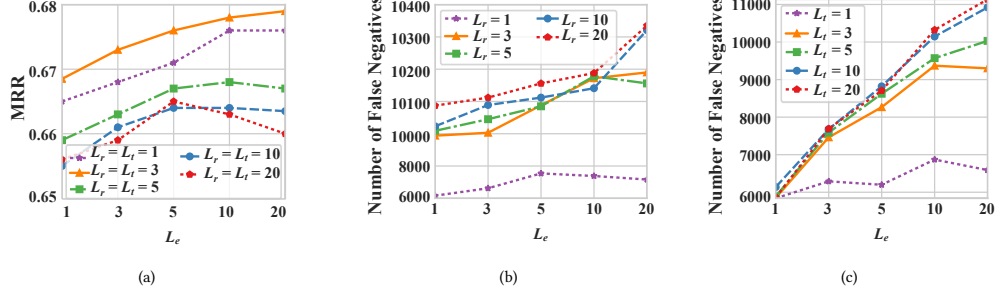 0.68
0.67
0.66
0.65
MRR
L_r = L_t = 1
L_r = L_t = 3
L_r = L_t = 5
L_r = L_t = 10
L_r = L_t = 20
1 3 5 10 20
L_e
(a)
10400
10200
10000
8000
6000
Number of False Negatives
L_r = 1
L_r = 3
L_r = 5
L_r = 10
L_r = 20
1 3 5 10 20
L_e
(b)
11000
10000
9000
8000
7000
6000
Number of False Negatives
L_t = 1
L_t = 3
L_t = 5
L_t = 10
L_t = 20
1 3 5 10 20
L_e
(c)